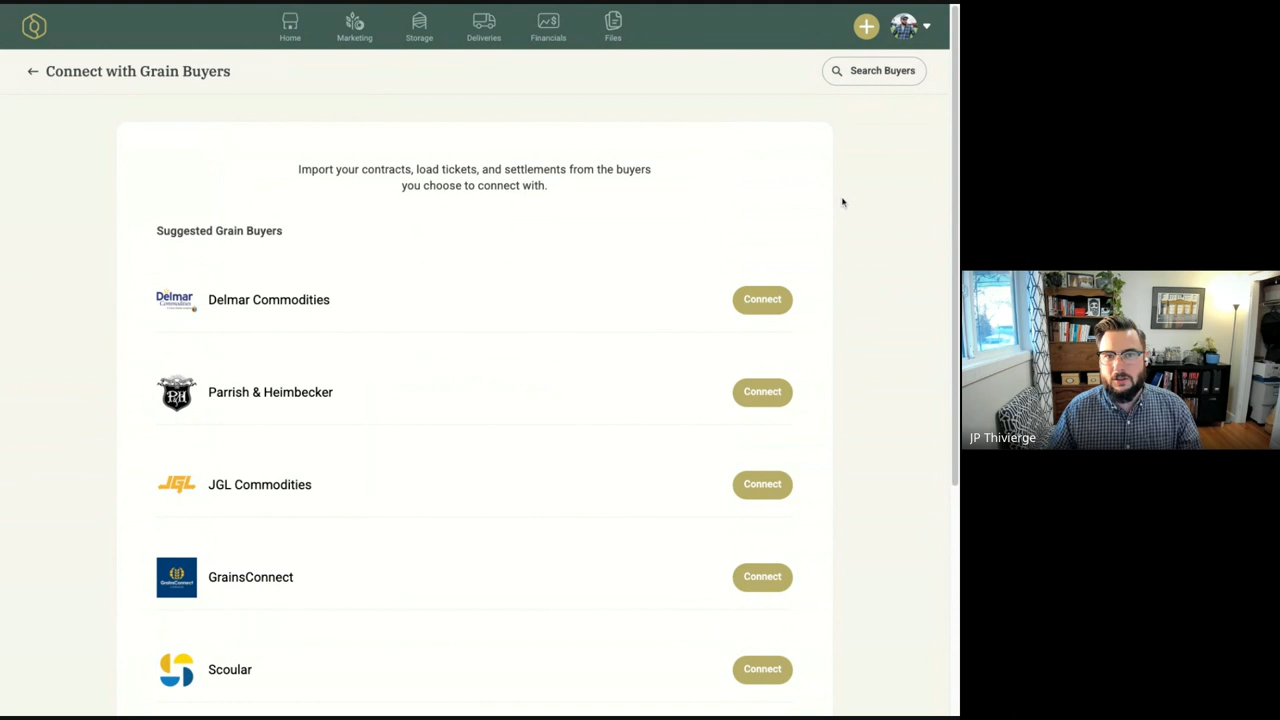 Home
Marketing
Storage
Deliveries
Financials
Files
Connect with Grain Buyers
Search Buyers
Import your contracts, load tickets, and settlements from the buyers
you choose to connect with.
Suggested Grain Buyers
Delmar
Commodities
Delmar Commodities
Connect
P&H
Parrish & Heimbecker
Connect
JGL
JGL Commodities
Connect
GrainsConnect
GrainsConnect
Connect
Scoular
Connect
JP Thivierge